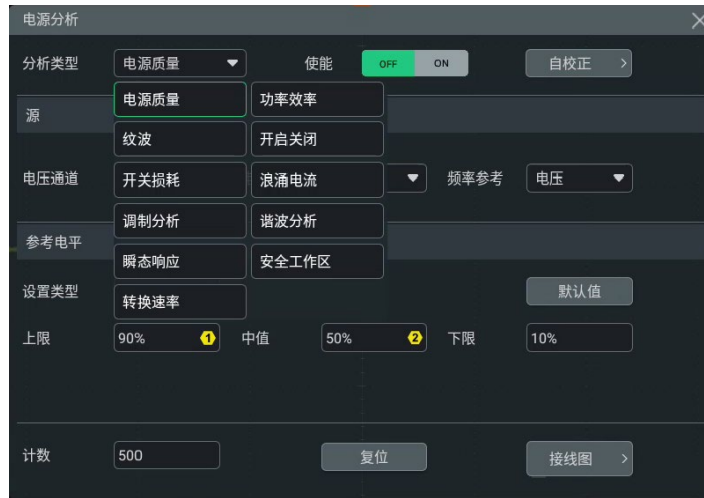 电源分析
分析类型 电源质量 使能 OFF ON 自校正
电源质量 功率效率
源
纹波 开启关闭
电压通道 开关损耗 浪涌电流 频率参考 电压
调制分析 谐波分析
参考电平
瞬态响应 安全工作区
设置类型 转换速率 默认值
上限 90% 1 中值 50% 2 下限 10%
计数 500 复位 接线图